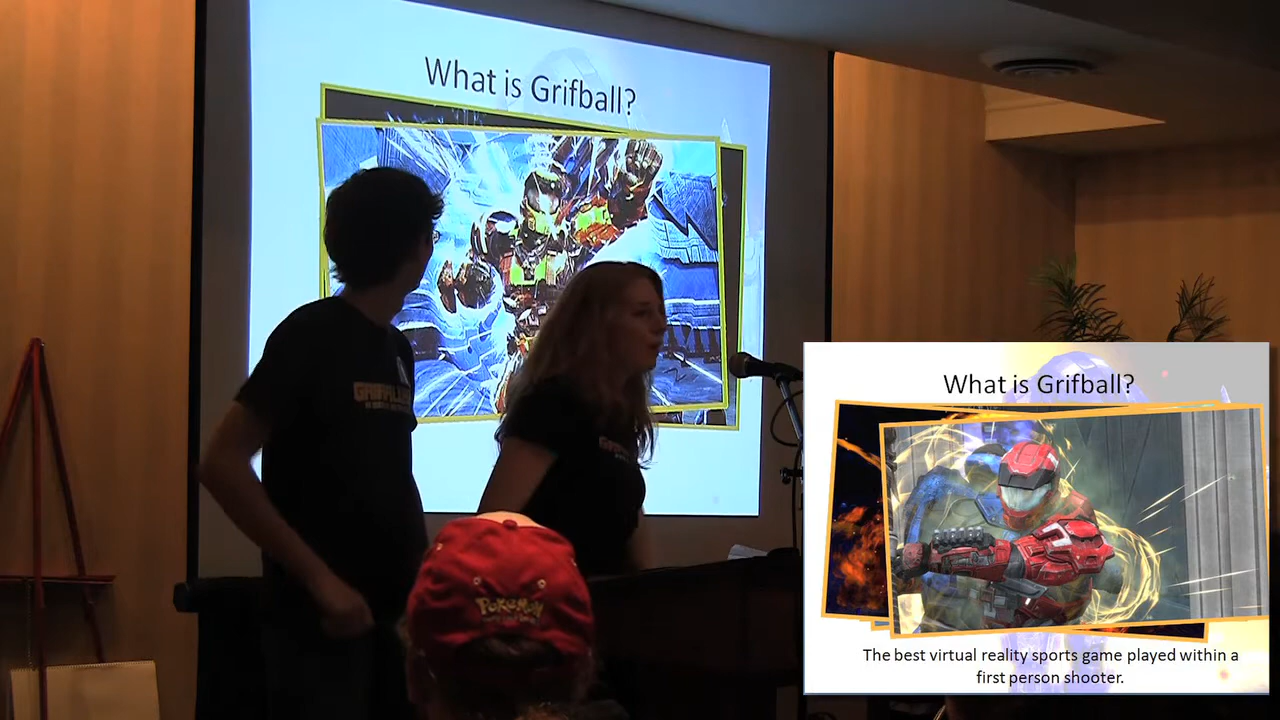 What is Grifball?
POKéMON
What is Grifball?
The best virtual reality sports game played within a
first person shooter.